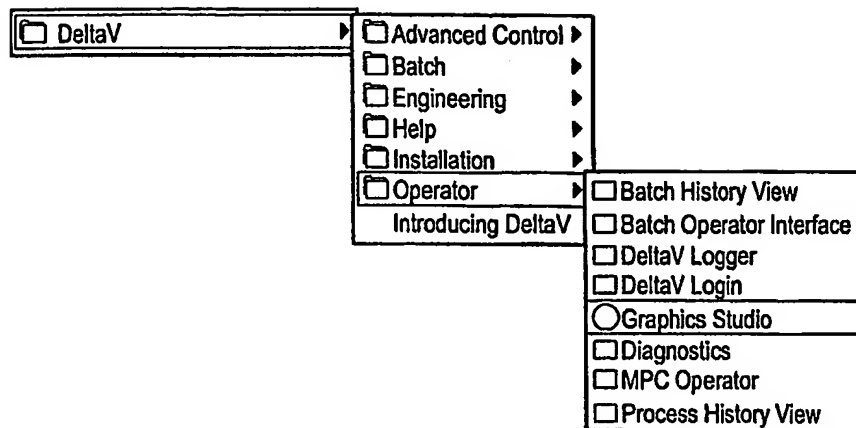 DeltaV
Advanced Control
Batch
Engineering
Help
Installation
Operator
Introducing DeltaV
Batch History View
Batch Operator Interface
DeltaV Logger
DeltaV Login
Graphics Studio
Diagnostics
MPC Operator
Process History View